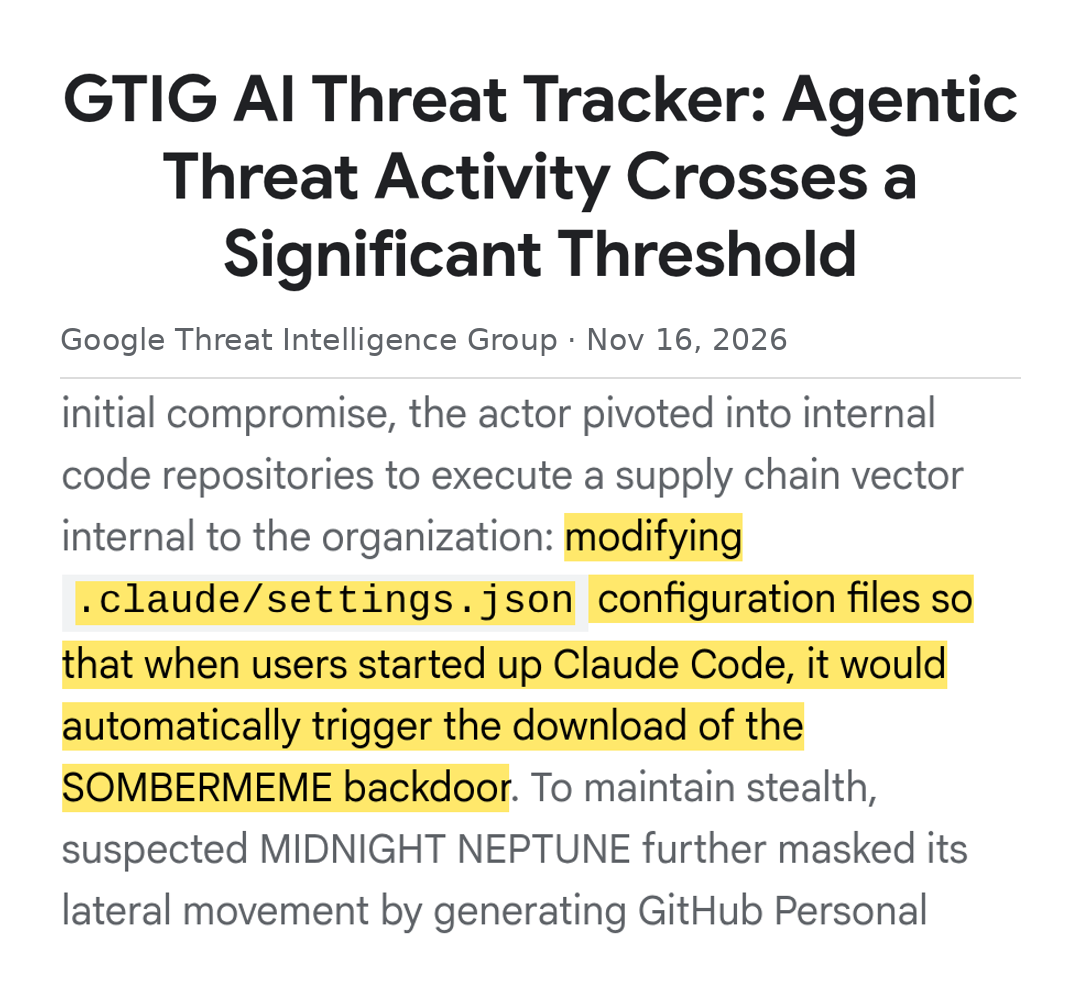 GTIG AI Threat Tracker: Agentic
Threat Activity Crosses a
Significant Threshold
Google Threat Intelligence Group · Nov 16, 2026
initial compromise, the actor pivoted into internal
code repositories to execute a supply chain vector
internal to the organization: modifying
.claude/settings.json configuration files so
that when users started up Claude Code, it would
automatically trigger the download of the
SOMBERMEME backdoor. To maintain stealth,
suspected MIDNIGHT NEPTUNE further masked its
lateral movement by generating GitHub Personal